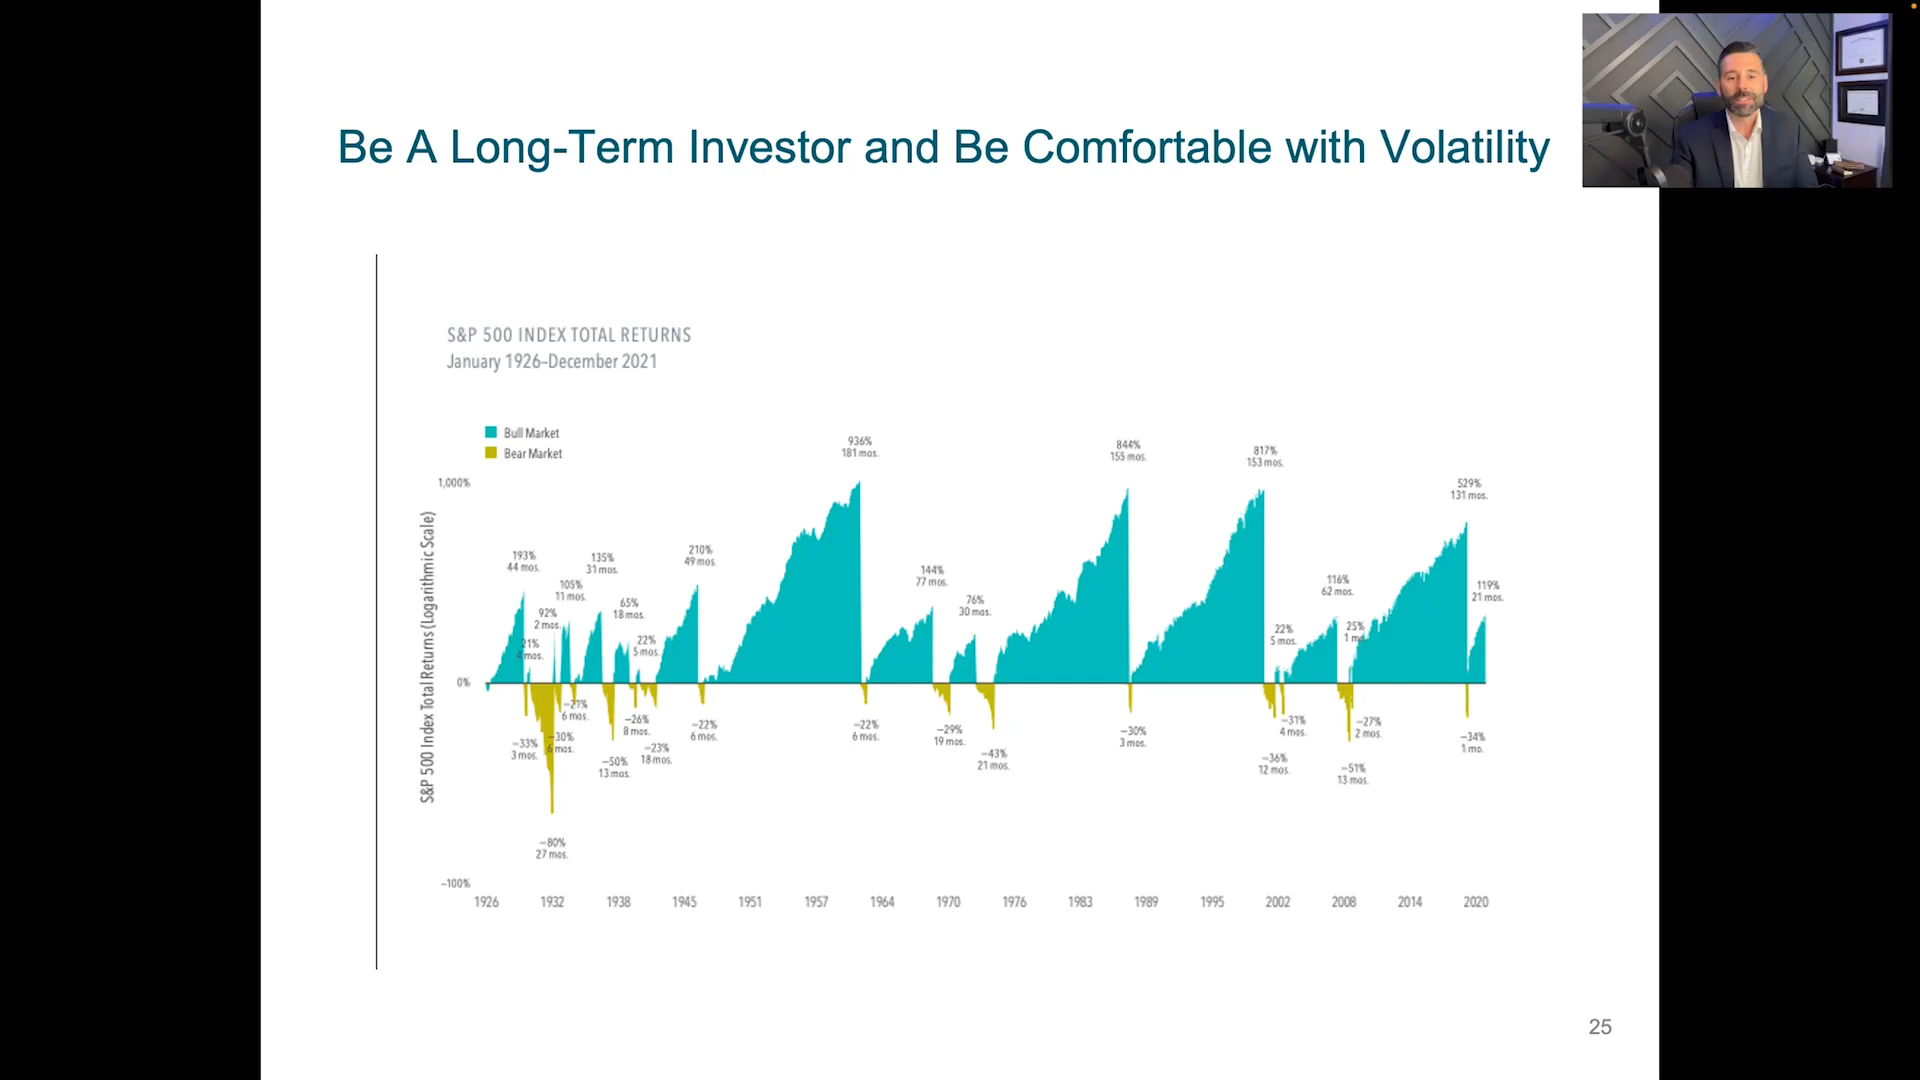 Be A Long-Term Investor and Be Comfortable with Volatility
S&P 500 INDEX TOTAL RETURNS
January 1926–December 2021
Bull Market
Bear Market
S&P 500 Index Total Returns (Logarithmic Scale)
1,000%
0%
–100%
193%
44 mos.
21%
4 mos.
92%
2 mos.
105%
11 mos.
135%
31 mos.
65%
18 mos.
22%
5 mos.
210%
49 mos.
936%
181 mos.
144%
77 mos.
76%
30 mos.
844%
155 mos.
817%
153 mos.
22%
5 mos.
116%
62 mos.
25%
1 mo.
529%
131 mos.
119%
21 mos.
–33%
3 mos.
–80%
27 mos.
–30%
6 mos.
–21%
6 mos.
–50%
13 mos.
–26%
8 mos.
–23%
18 mos.
–22%
6 mos.
–22%
6 mos.
–29%
19 mos.
–43%
21 mos.
–30%
3 mos.
–36%
12 mos.
–31%
4 mos.
–51%
13 mos.
–27%
2 mos.
–34%
1 mo.
1926 1932 1938 1945 1951 1957 1964 1970 1976 1983 1989 1995 2002 2008 2014 2020
25